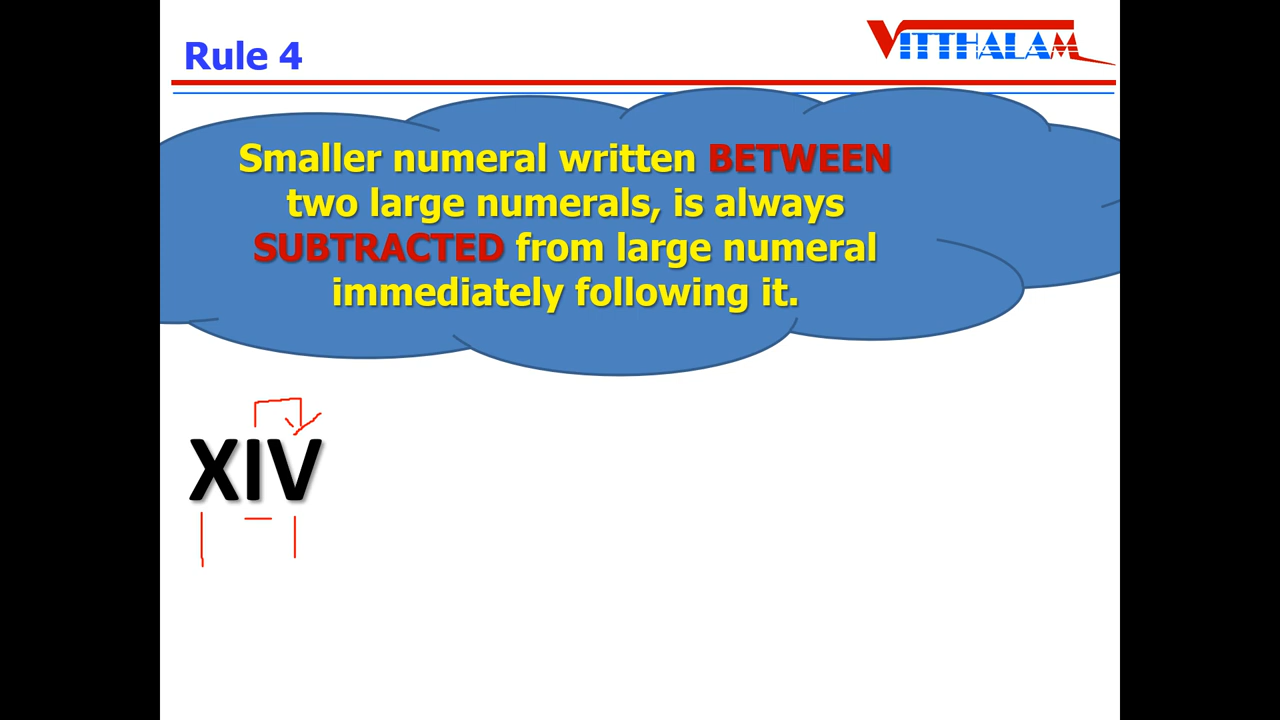 Rule 4
VITTHALAM
Smaller numeral written BETWEEN
two large numerals, is always
SUBTRACTED from large numeral
immediately following it.
XIV